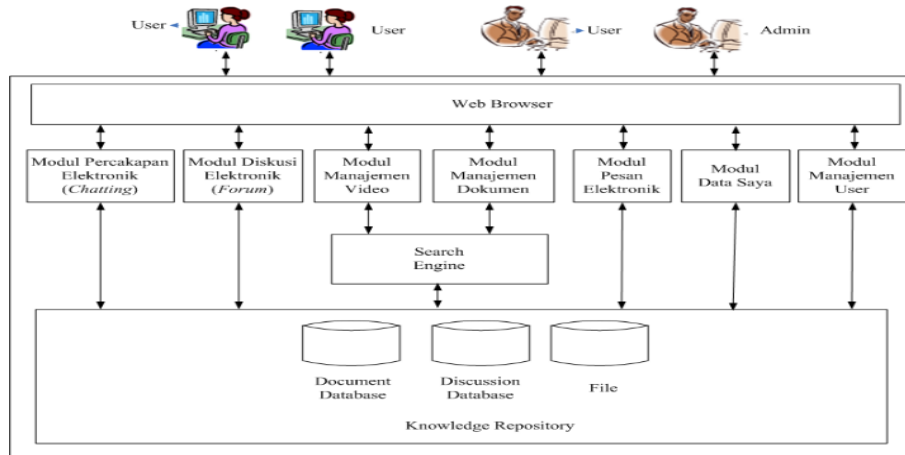 User
User
User
Admin
Web Browser
Modul Percakapan
Elektronik
(Chatting)
Modul Diskusi
Elektronik
(Forum)
Modul
Manajemen
Video
Modul
Manajemen
Dokumen
Modul
Pesan
Elektronik
Modul
Data Saya
Modul
Manajemen
User
Search
Engine
Document
Database
Discussion
Database
File
Knowledge Repository